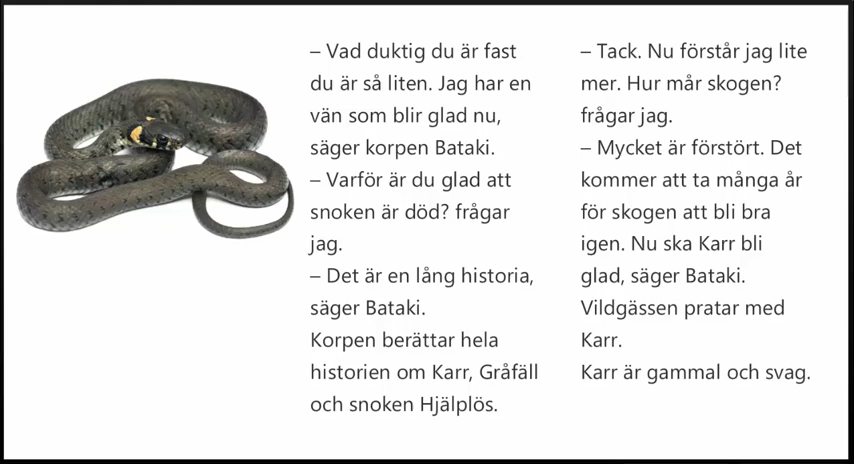 – Vad duktig du är fast
du är så liten. Jag har en
vän som blir glad nu,
säger korpen Bataki.
– Varför är du glad att
snoken är död? frågar
jag.
– Det är en lång historia,
säger Bataki.
Korpen berättar hela
historien om Karr, Gråfäll
och snoken Hjälplös.
– Tack. Nu förstår jag lite
mer. Hur mår skogen?
frågar jag.
– Mycket är förstört. Det
kommer att ta många år
för skogen att bli bra
igen. Nu ska Karr bli
glad, säger Bataki.
Vildgässen pratar med
Karr.
Karr är gammal och svag.